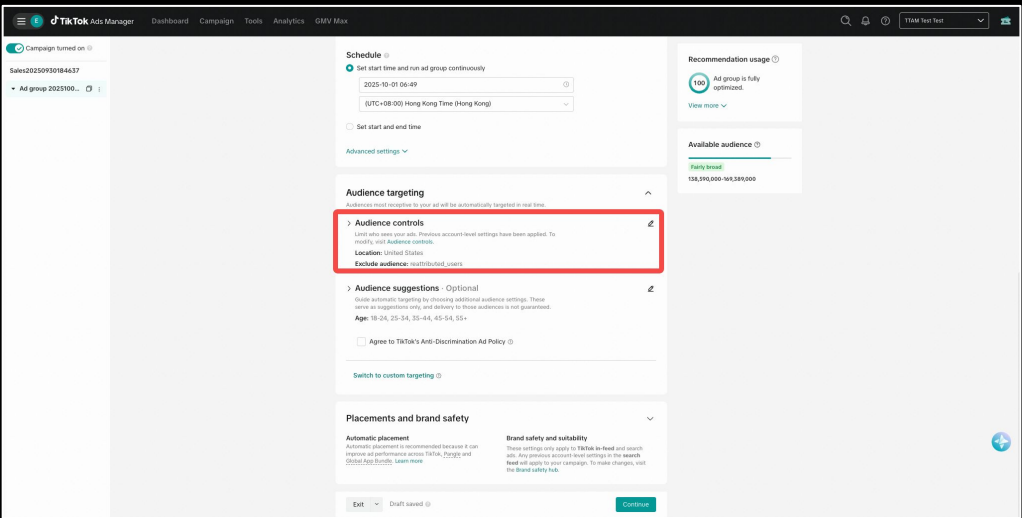 E TikTok Ads Manager Dashboard Campaign Tools Analytics GMV Max TTAM Test Test
Campaign turned on
Sales20250930184637
Ad group 2025100...
Schedule
Set start time and run ad group continuously
2025-10-01 06:49
(UTC+08:00) Hong Kong Time (Hong Kong)
Set start and end time
Advanced settings
Audience targeting
Audiences most receptive to your ad will be automatically targeted in real time.
Audience controls
Limit who sees your ads. Previous account-level settings have been applied. To
modify, visit Audience controls.
Location: United States
Exclude audience: reattributed_users
Audience suggestions · Optional
Guide automatic targeting by choosing additional audience settings. These
serve as suggestions only, and delivery to those audiences is not guaranteed.
Age: 18-24, 25-34, 35-44, 45-54, 55+
Agree to TikTok's Anti-Discrimination Ad Policy
Switch to custom targeting
Placements and brand safety
Automatic placement
Automatic placement is recommended because it can
improve ad performance across TikTok, Pangle and
Global App Bundle. Learn more
Brand safety and suitability
These settings only apply to TikTok in-feed and search
ads. Any previous account-level settings in the search
feed will apply to your campaign. To make changes, visit
the Brand safety hub.
Exit Draft saved Continue
Recommendation usage
100
Ad group is fully
optimized.
View more
Available audience
Fairly broad
138,590,000-169,389,000